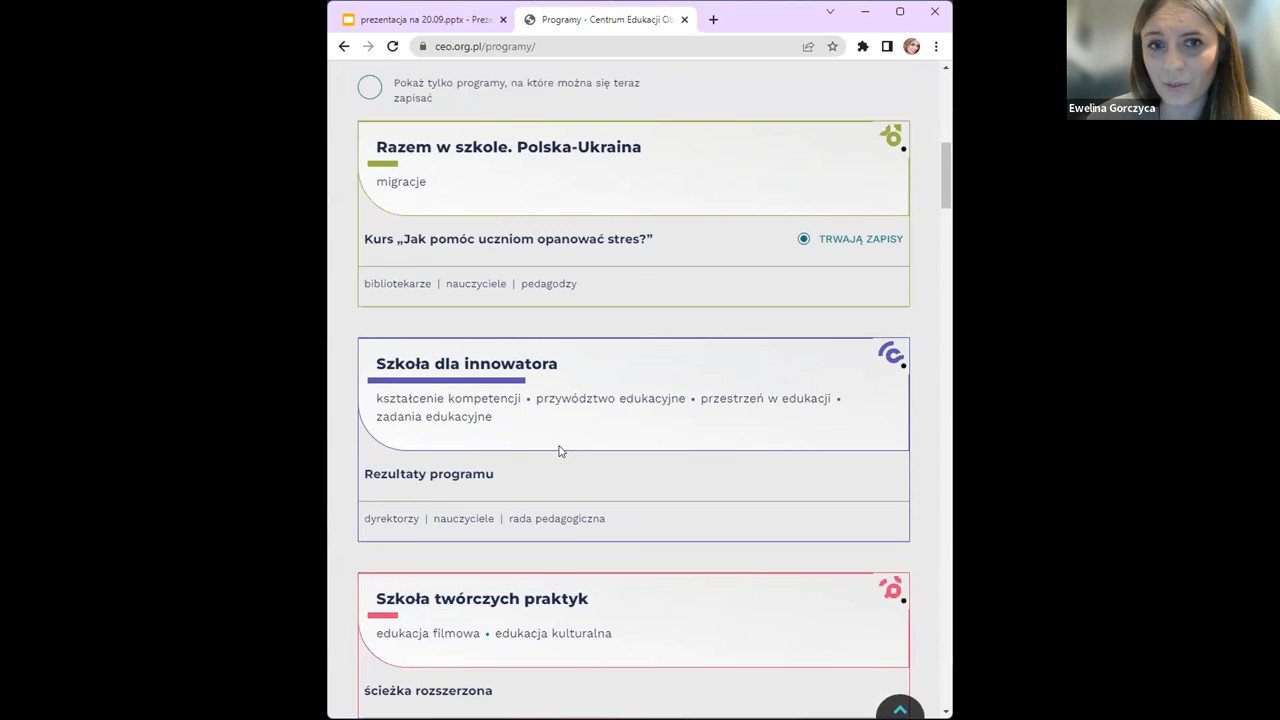 prezentacja na 20.09.pptx - Prez
Programy - Centrum Edukacji O
ceo.org.pl/programy/
Ewelina Gorczyca
Pokaż tylko programy, na które można się teraz
zapisać
Razem w szkole. Polska-Ukraina
migracje
Kurs „Jak pomóc uczniom opanować stres?”
TRWAJĄ ZAPISY
bibliotekarze | nauczyciele | pedagodzy
Szkoła dla innowatora
kształcenie kompetencji • przywództwo edukacyjne • przestrzeń w edukacji •
zadania edukacyjne
Rezultaty programu
dyrektorzy | nauczyciele | rada pedagogiczna
Szkoła twórczych praktyk
edukacja filmowa • edukacja kulturalna
ścieżka rozszerzona